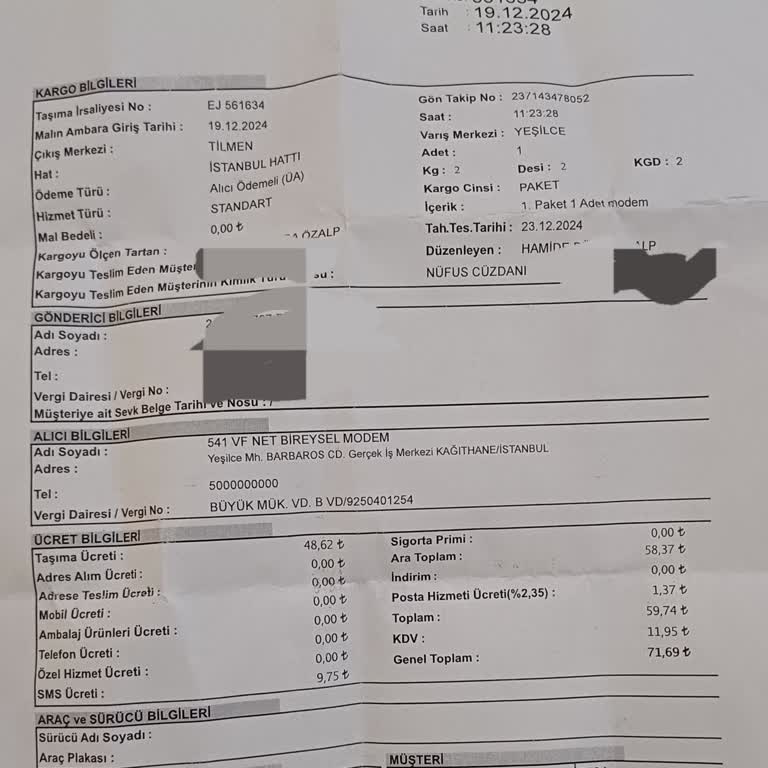 Tarih : 19.12.2024
Saat : 11:23:28
KARGO BİLGİLERİ
Taşıma İrsaliyesi No : EJ 561634
Malın Ambara Giriş Tarihi : 19.12.2024
Çıkış Merkezi : TİLMEN
Hat : İSTANBUL HATTI
Ödeme Türü : Alıcı Ödemeli (ÜA)
Hizmet Türü : STANDART
Mal Bedeli : 0,00 ₺
Kargoyu Ölçen Tartan : ÖZALP
Kargoyu Teslim Eden
Kargoyu Teslim Eden Müşterinin Kimlik
Gön Takip No : 237143478052
Saat : 11:23:28
Varış Merkezi : YEŞİLCE
Adet : 1
Kg : 2 Desi : 2 KGD : 2
Kargo Cinsi : PAKET
İçerik : 1. Paket 1 Adet modem
Tah.Tes.Tarihi : 23.12.2024
Düzenleyen :
NÜFUS CÜZDANI
GÖNDERİCİ BİLGİLERİ
Adı Soyadı :
Adres :
Tel :
Vergi Dairesi / Vergi No :
Müşteriye ait Sevk Belge Tarihi ve Nosu : /
ALICI BİLGİLERİ
Adı Soyadı : 541 VF NET BİREYSEL MODEM
Adres : Yeşilce Mh. BARBAROS CD. Gerçek İş Merkezi KAĞITHANE/İSTANBUL
Tel : 5000000000
Vergi Dairesi / Vergi No : BÜYÜK MÜK. VD. B VD/9250401254
ÜCRET BİLGİLERİ
Taşıma Ücreti : 48,62 ₺
Adres Alım Ücreti : 0,00 ₺
Adrese Teslim Ücreti : 0,00 ₺
Mobil Ücreti : 0,00 ₺
Ambalaj Ürünleri Ücreti : 0,00 ₺
Telefon Ücreti : 0,00 ₺
Özel Hizmet Ücreti : 0,00 ₺
SMS Ücreti : 9,75 ₺
Sigorta Primi : 0,00 ₺
Ara Toplam : 58,37 ₺
İndirim : 0,00 ₺
Posta Hizmeti Ücreti(%2,35) : 1,37 ₺
Toplam : 59,74 ₺
KDV : 11,95 ₺
Genel Toplam : 71,69 ₺
ARAÇ ve SÜRÜCÜ BİLGİLERİ
Sürücü Adı Soyadı :
Araç Plakası :
MÜŞTERİ